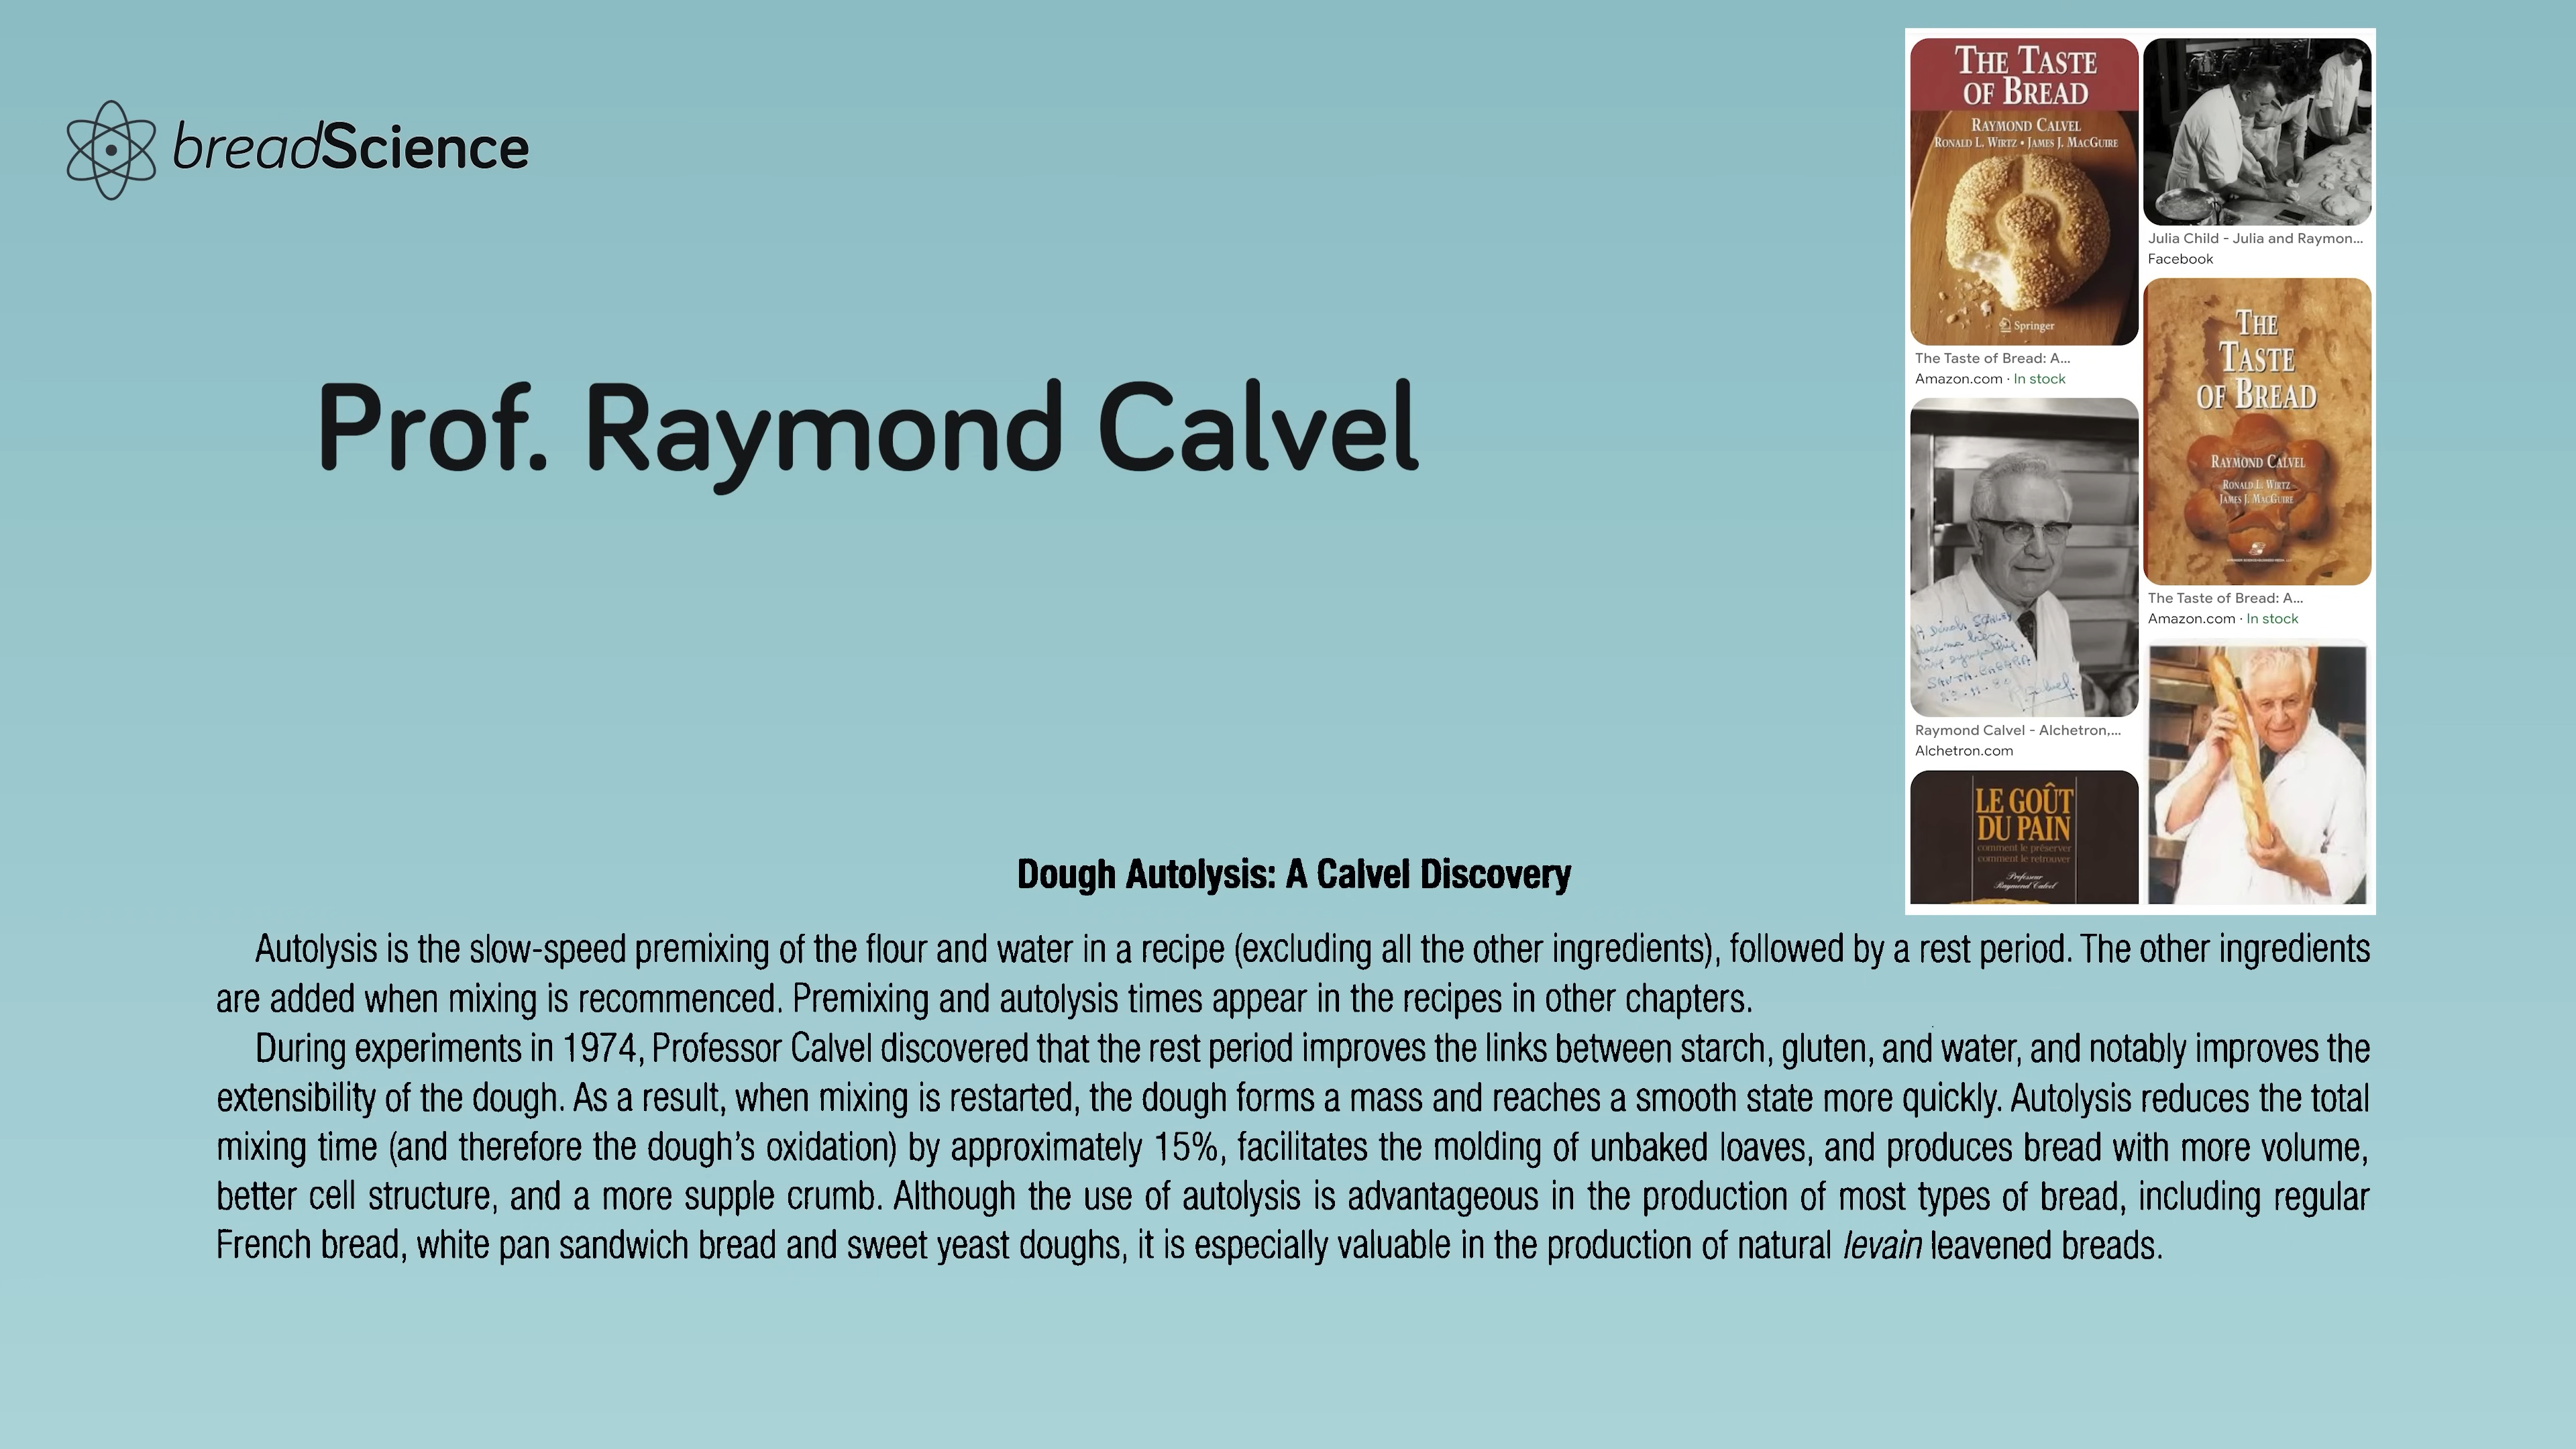 breadScience
Prof. Raymond Calvel
THE TASTE
OF BREAD
RAYMOND CALVEL
RONALD L. WIRTZ • JAMES J. MACGUIRE
Springer
The Taste of Bread: A...
Amazon.com · In stock
Julia Child - Julia and Raymon...
Facebook
THE
TASTE
OF BREAD
RAYMOND CALVEL
RONALD L. WIRTZ
JAMES J. MACGUIRE
The Taste of Bread: A...
Amazon.com · In stock
Raymond Calvel - Alchetron,...
Alchetron.com
LE GOÛT
DU PAIN
comment le préserver
comment le retrouver
Professeur
Raymond Calvel
Dough Autolysis: A Calvel Discovery
Autolysis is the slow-speed premixing of the flour and water in a recipe (excluding all the other ingredients), followed by a rest period. The other ingredients
are added when mixing is recommenced. Premixing and autolysis times appear in the recipes in other chapters.
During experiments in 1974, Professor Calvel discovered that the rest period improves the links between starch, gluten, and water, and notably improves the
extensibility of the dough. As a result, when mixing is restarted, the dough forms a mass and reaches a smooth state more quickly. Autolysis reduces the total
mixing time (and therefore the dough's oxidation) by approximately 15%, facilitates the molding of unbaked loaves, and produces bread with more volume,
better cell structure, and a more supple crumb. Although the use of autolysis is advantageous in the production of most types of bread, including regular
French bread, white pan sandwich bread and sweet yeast doughs, it is especially valuable in the production of natural levain leavened breads.